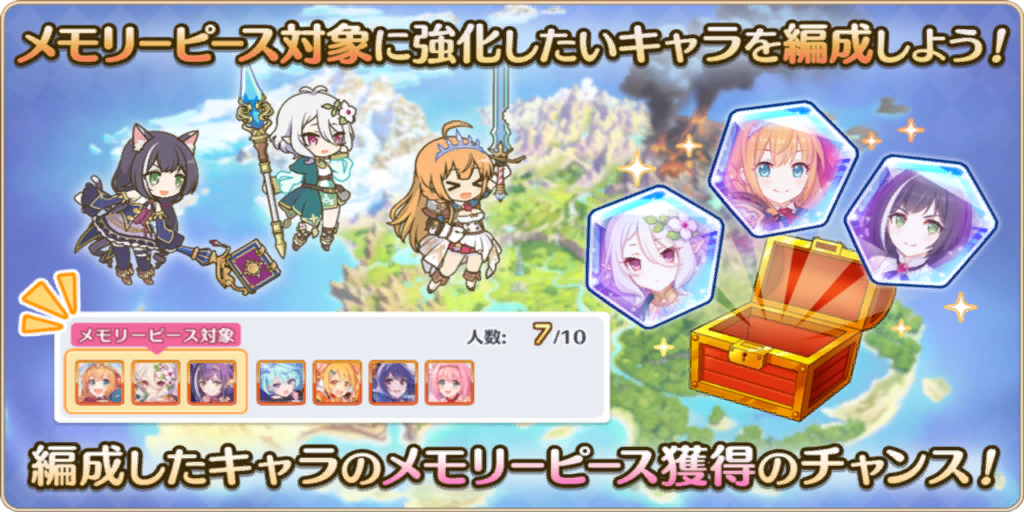 メモリーピース対象に強化したいキャラを編成しよう!
メモリーピース対象
人数: 7/10
編成したキャラのメモリーピース獲得のチャンス!